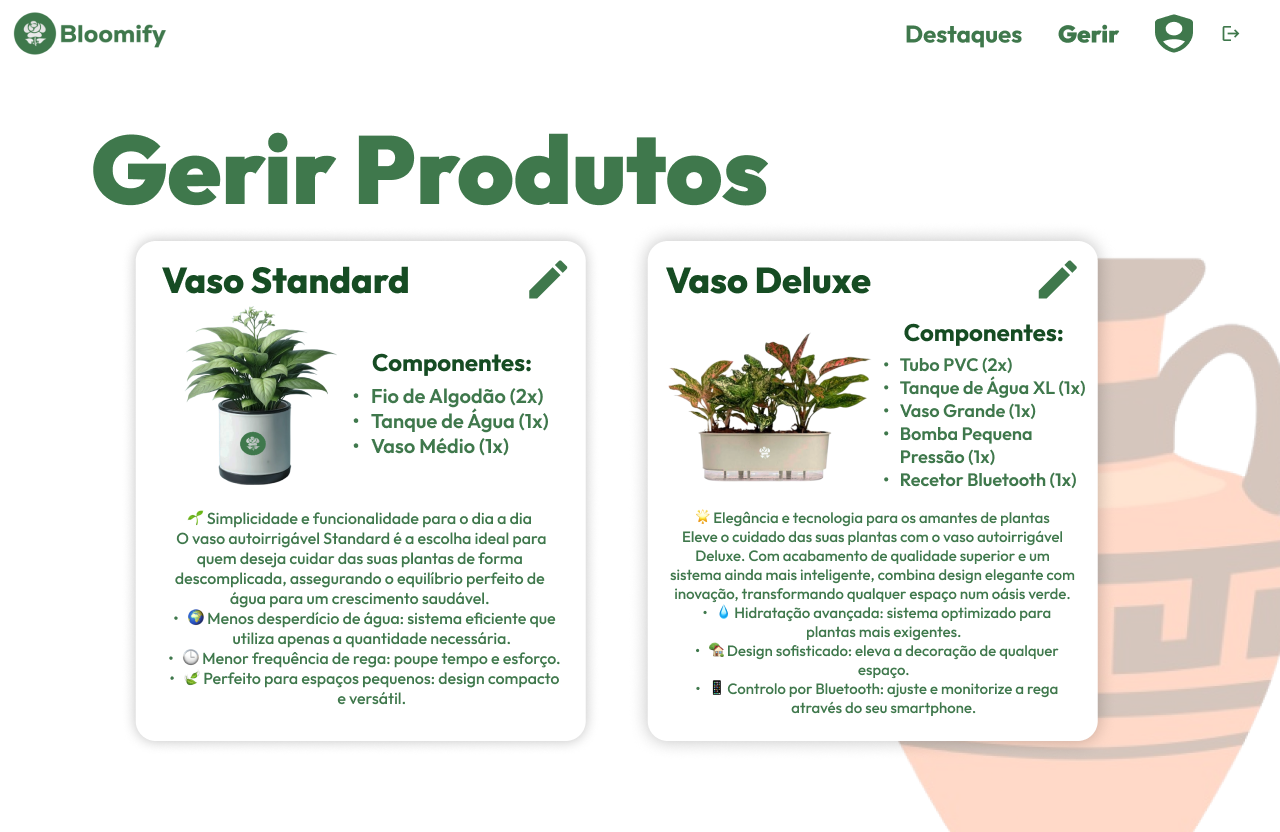 Bloomify
Destaques
Gerir
Gerir Produtos
Vaso Standard
Componentes:
• Fio de Algodão (2x)
• Tanque de Água (1x)
• Vaso Médio (1x)
🌱 Simplicidade e funcionalidade para o dia a dia
O vaso autoirrigável Standard é a escolha ideal para
quem deseja cuidar das suas plantas de forma
descomplicada, assegurando o equilíbrio perfeito de
água para um crescimento saudável.
• 🌍 Menos desperdício de água: sistema eficiente que
utiliza apenas a quantidade necessária.
• 🕒 Menor frequência de rega: poupe tempo e esforço.
• 🌿 Perfeito para espaços pequenos: design compacto
e versátil.
Vaso Deluxe
Componentes:
• Tubo PVC (2x)
• Tanque de Água XL (1x)
• Vaso Grande (1x)
• Bomba Pequena
Pressão (1x)
• Recetor Bluetooth (1x)
🌟 Elegância e tecnologia para os amantes de plantas
Eleve o cuidado das suas plantas com o vaso autoirrigável
Deluxe. Com acabamento de qualidade superior e um
sistema ainda mais inteligente, combina design elegante com
inovação, transformando qualquer espaço num oásis verde.
• 💧 Hidratação avançada: sistema optimizado para
plantas mais exigentes.
• 🏡 Design sofisticado: eleva a decoração de qualquer
espaço.
• 📱 Controlo por Bluetooth: ajuste e monitorize a rega
através do seu smartphone.